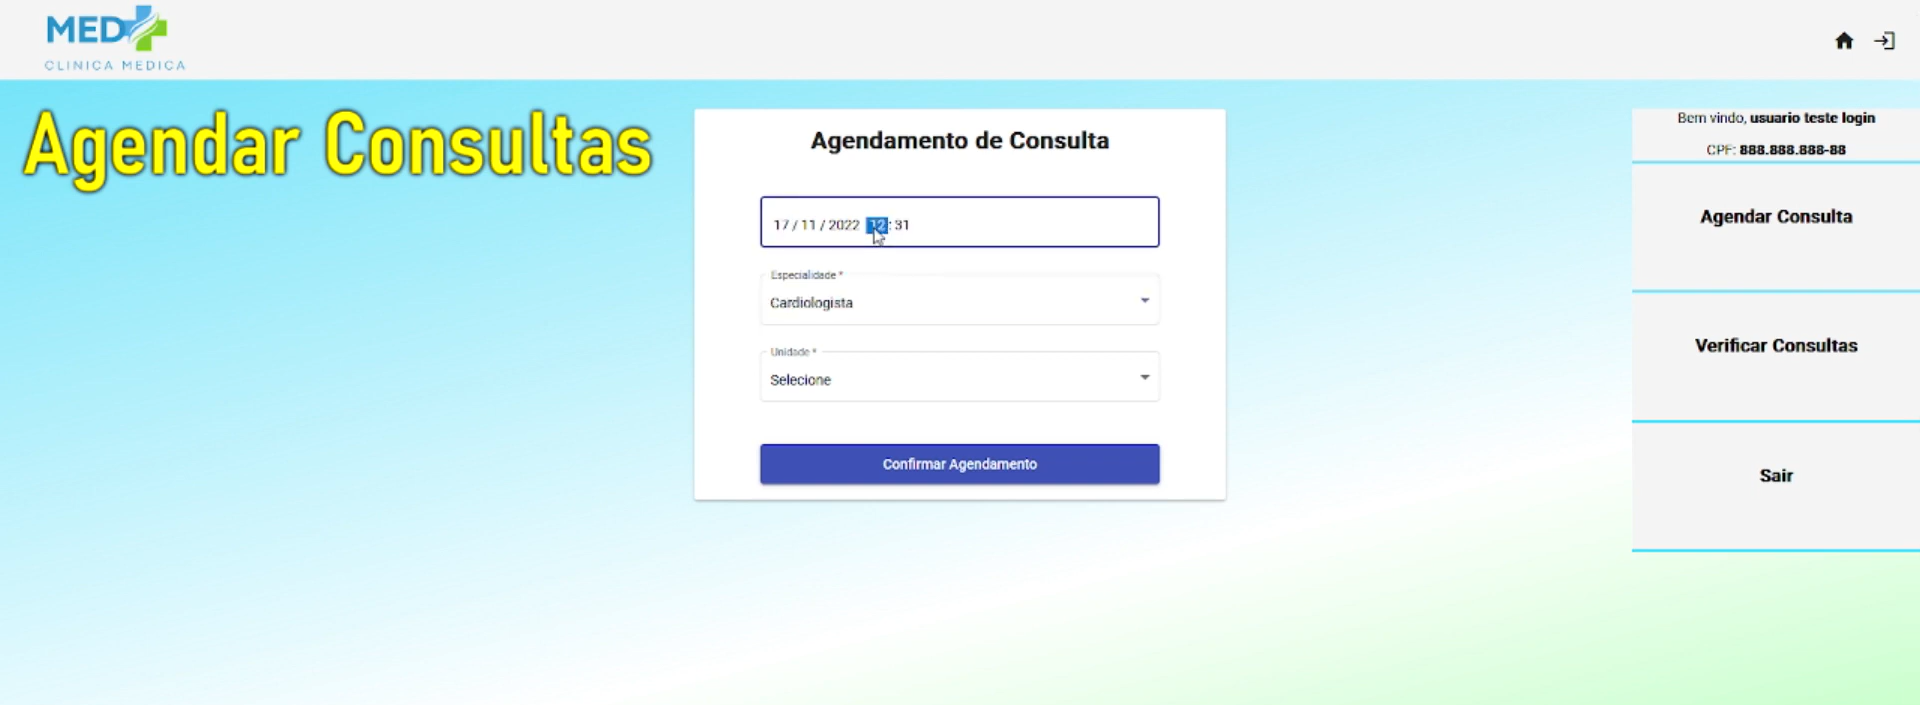 MED
CLINICA MEDICA
Agendar Consultas
Agendamento de Consulta
17/11/2022 12:31
Especialidade *
Cardiologista
Unidade *
Selecione
Confirmar Agendamento
Bem vindo, usuario teste login
CPF: 888.888.888-88
Agendar Consulta
Verificar Consultas
Sair